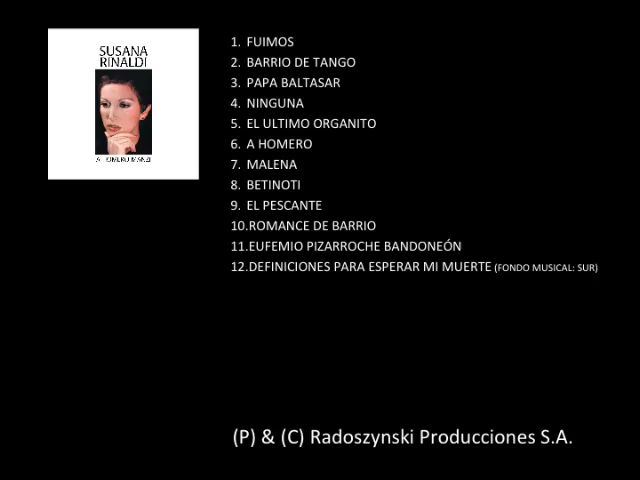 SUSANA
RINALDI
A HOMERO MANZI
1. FUIMOS
2. BARRIO DE TANGO
3. PAPA BALTASAR
4. NINGUNA
5. EL ULTIMO ORGANITO
6. A HOMERO
7. MALENA
8. BETINOTI
9. EL PESCANTE
10.ROMANCE DE BARRIO
11.EUFEMIO PIZARROCHE BANDONEÓN
12.DEFINICIONES PARA ESPERAR MI MUERTE (FONDO MUSICAL: SUR)
(P) & (C) Radoszynski Producciones S.A.